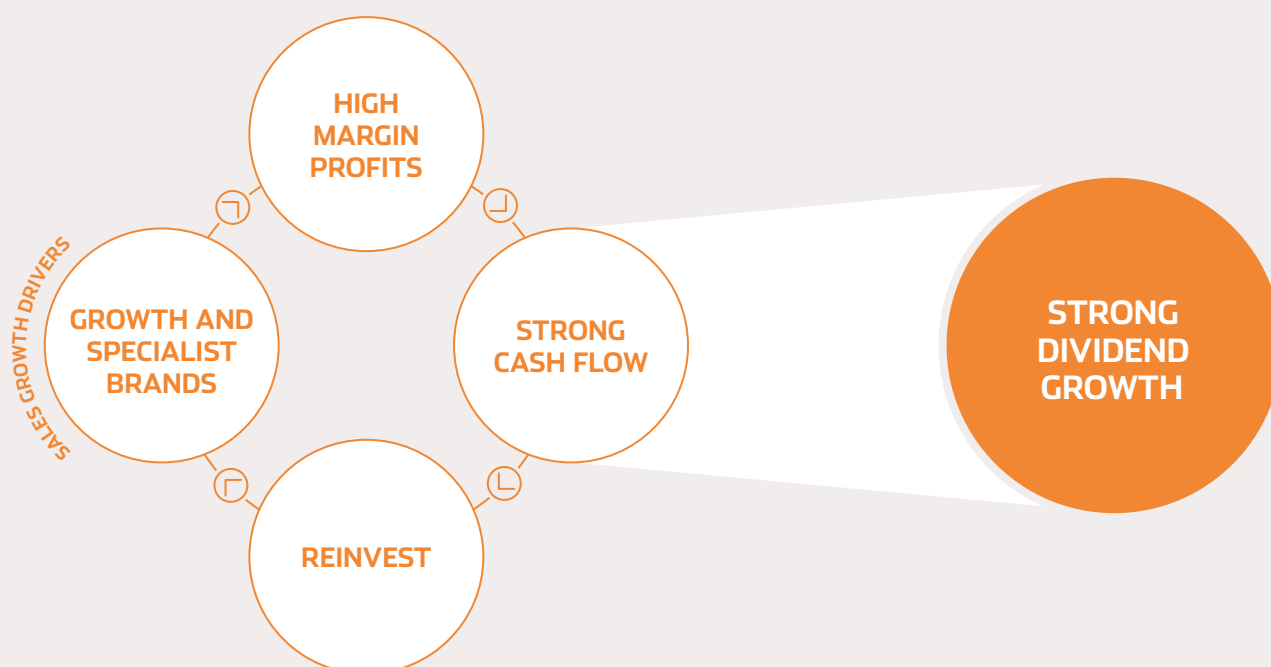 HIGH
MARGIN
PROFITS
SALES GROWTH DRIVERS
GROWTH AND
SPECIALIST
BRANDS
STRONG
CASH FLOW
STRONG
DIVIDEND
GROWTH
REINVEST